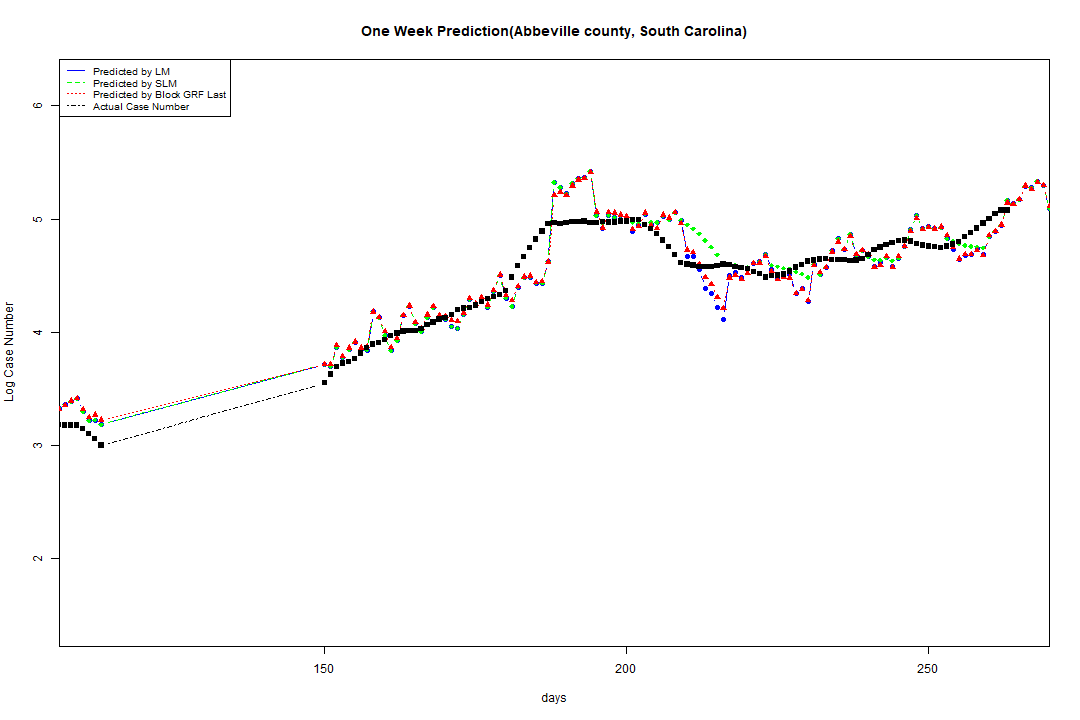 One Week Prediction(Abbeville county, South Carolina)
Predicted by LM
Predicted by SLM
Predicted by Block GRF Last
Actual Case Number
6
5
4
3
2
Log Case Number
150
200
250
days